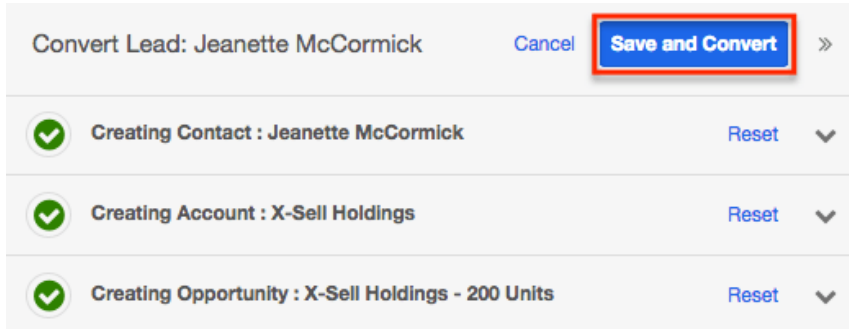 Convert Lead: Jeanette McCormick Cancel Save and Convert »
Creating Contact : Jeanette McCormick Reset
Creating Account : X-Sell Holdings Reset
Creating Opportunity : X-Sell Holdings - 200 Units Reset